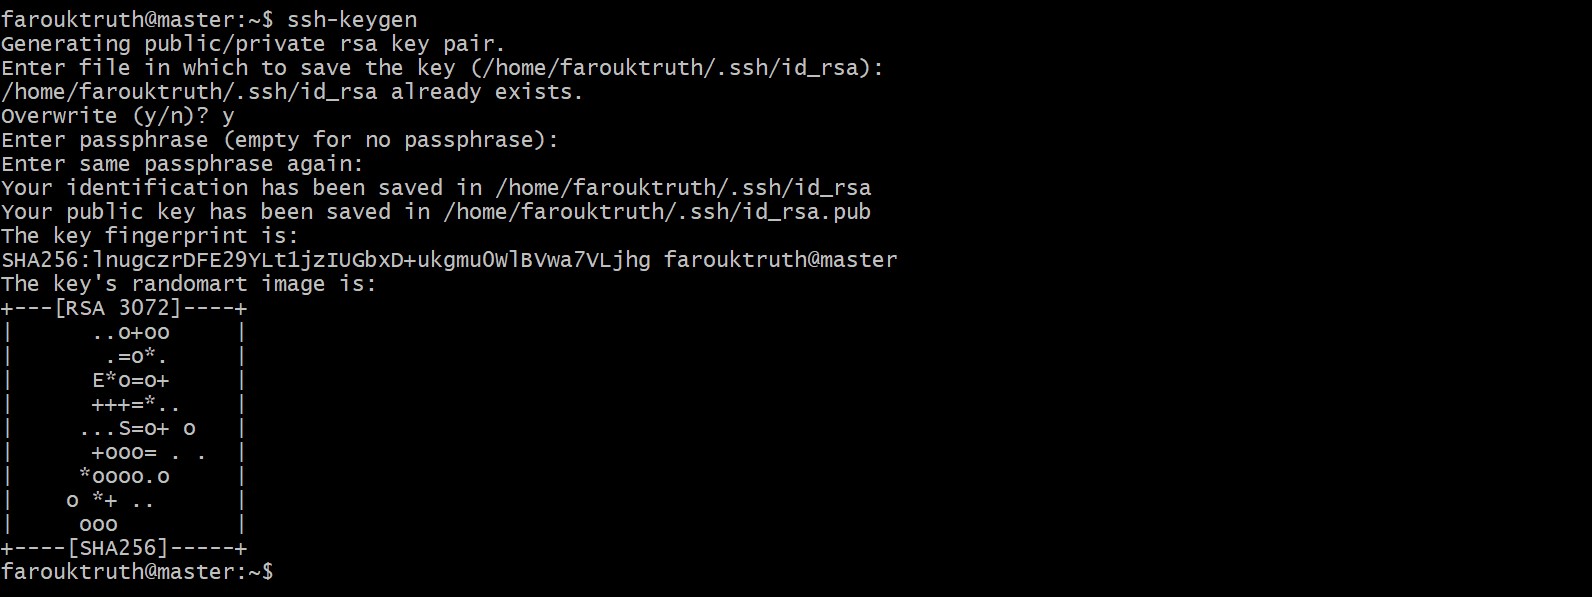 farouktruth@master:~$ ssh-keygen
Generating public/private rsa key pair.
Enter file in which to save the key (/home/farouktruth/.ssh/id_rsa):
/home/farouktruth/.ssh/id_rsa already exists.
Overwrite (y/n)? y
Enter passphrase (empty for no passphrase):
Enter same passphrase again:
Your identification has been saved in /home/farouktruth/.ssh/id_rsa
Your public key has been saved in /home/farouktruth/.ssh/id_rsa.pub
The key fingerprint is:
SHA256:lnugczrDFE29YLt1jzIUGbxD+ukgmu0WlBVwa7VLjhg farouktruth@master
The key's randomart image is:
+---[RSA 3072]----+
|      ..o+oo     |
|       .=o*.     |
|      E*o=o+     |
|      +++=*..    |
|     ...S=o+ o   |
|      +ooo= . .  |
|     *oooo.o     |
|    o *+ ..      |
|     ooo         |
+----[SHA256]-----+
farouktruth@master:~$